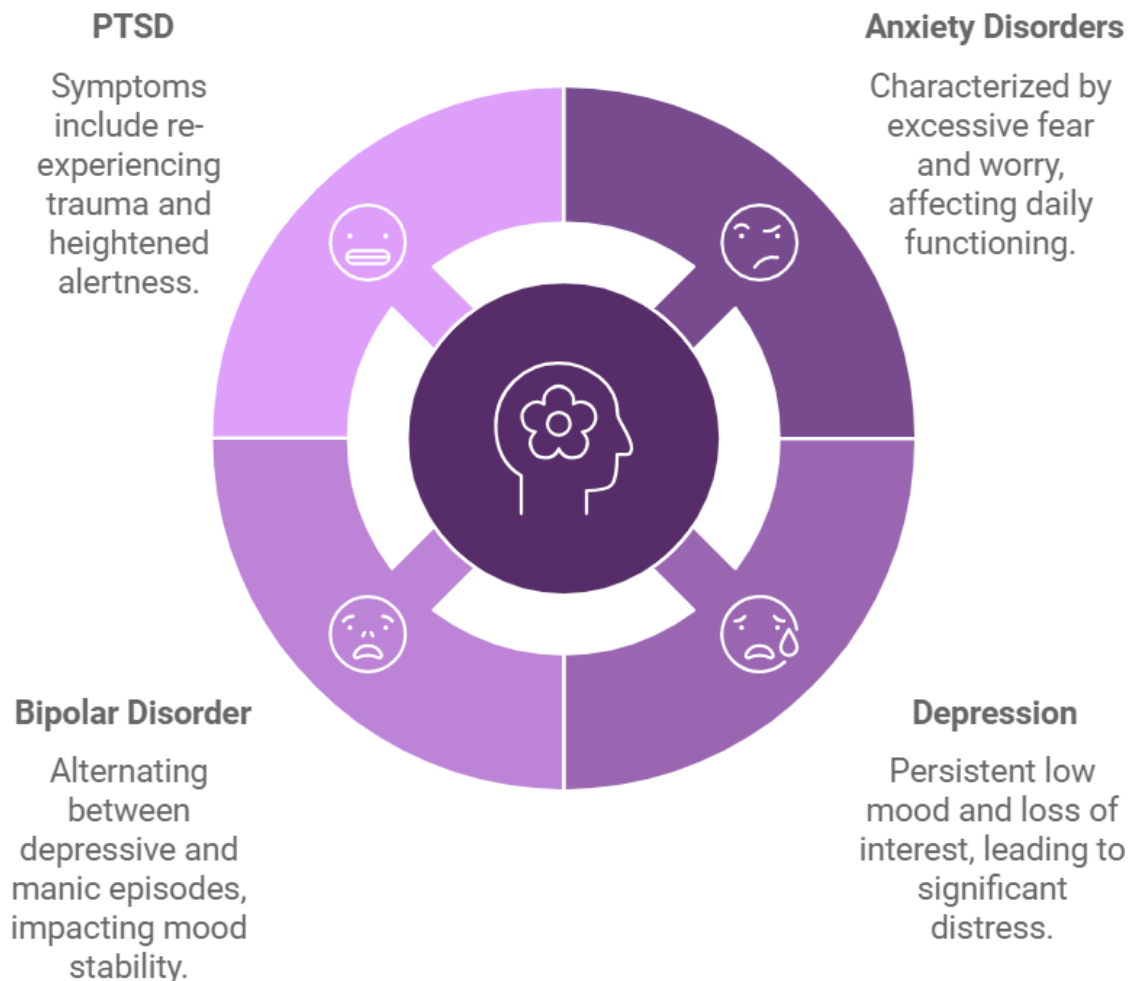 PTSD
Symptoms
include re-
experiencing
trauma and
heightened
alertness.
Anxiety Disorders
Characterized by
excessive fear
and worry,
affecting daily
functioning.
Bipolar Disorder
Alternating
between
depressive and
manic episodes,
impacting mood
stability.
Depression
Persistent low
mood and loss of
interest, leading to
significant
distress.